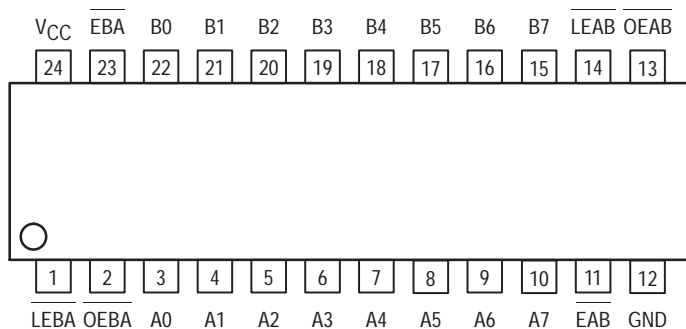 VCC EBA B0 B1 B2 B3 B4 B5 B6 B7 LEAB OEAB
24 23 22 21 20 19 18 17 16 15 14 13
1 2 3 4 5 6 7 8 9 10 11 12
LEBA OEBA A0 A1 A2 A3 A4 A5 A6 A7 EAB GND